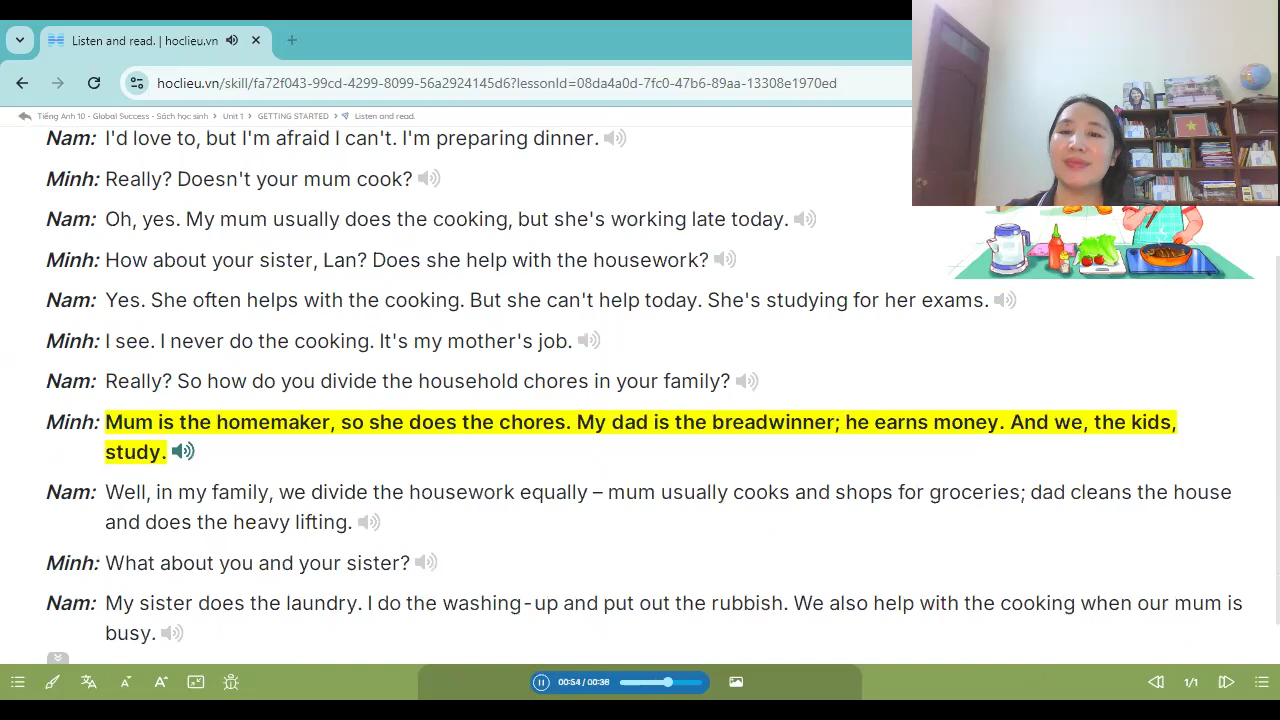 Listen and read. | hoclieu.vn
hoclieu.vn/skill/fa72f043-99cd-4299-8099-56a2924145d6?lessonId=08da4a0d-7fc0-47b6-89aa-13308e1970ed
Tiếng Anh 10 - Global Success - Sách học sinh > Unit 1 > GETTING STARTED > Listen and read.
Nam: I'd love to, but I'm afraid I can't. I'm preparing dinner.
Minh: Really? Doesn't your mum cook?
Nam: Oh, yes. My mum usually does the cooking, but she's working late today.
Minh: How about your sister, Lan? Does she help with the housework?
Nam: Yes. She often helps with the cooking. But she can't help today. She's studying for her exams.
Minh: I see. I never do the cooking. It's my mother's job.
Nam: Really? So how do you divide the household chores in your family?
Minh: Mum is the homemaker, so she does the chores. My dad is the breadwinner; he earns money. And we, the kids,
study.
Nam: Well, in my family, we divide the housework equally – mum usually cooks and shops for groceries; dad cleans the house
and does the heavy lifting.
Minh: What about you and your sister?
Nam: My sister does the laundry. I do the washing-up and put out the rubbish. We also help with the cooking when our mum is
busy.
00:54 / 00:36
1/1